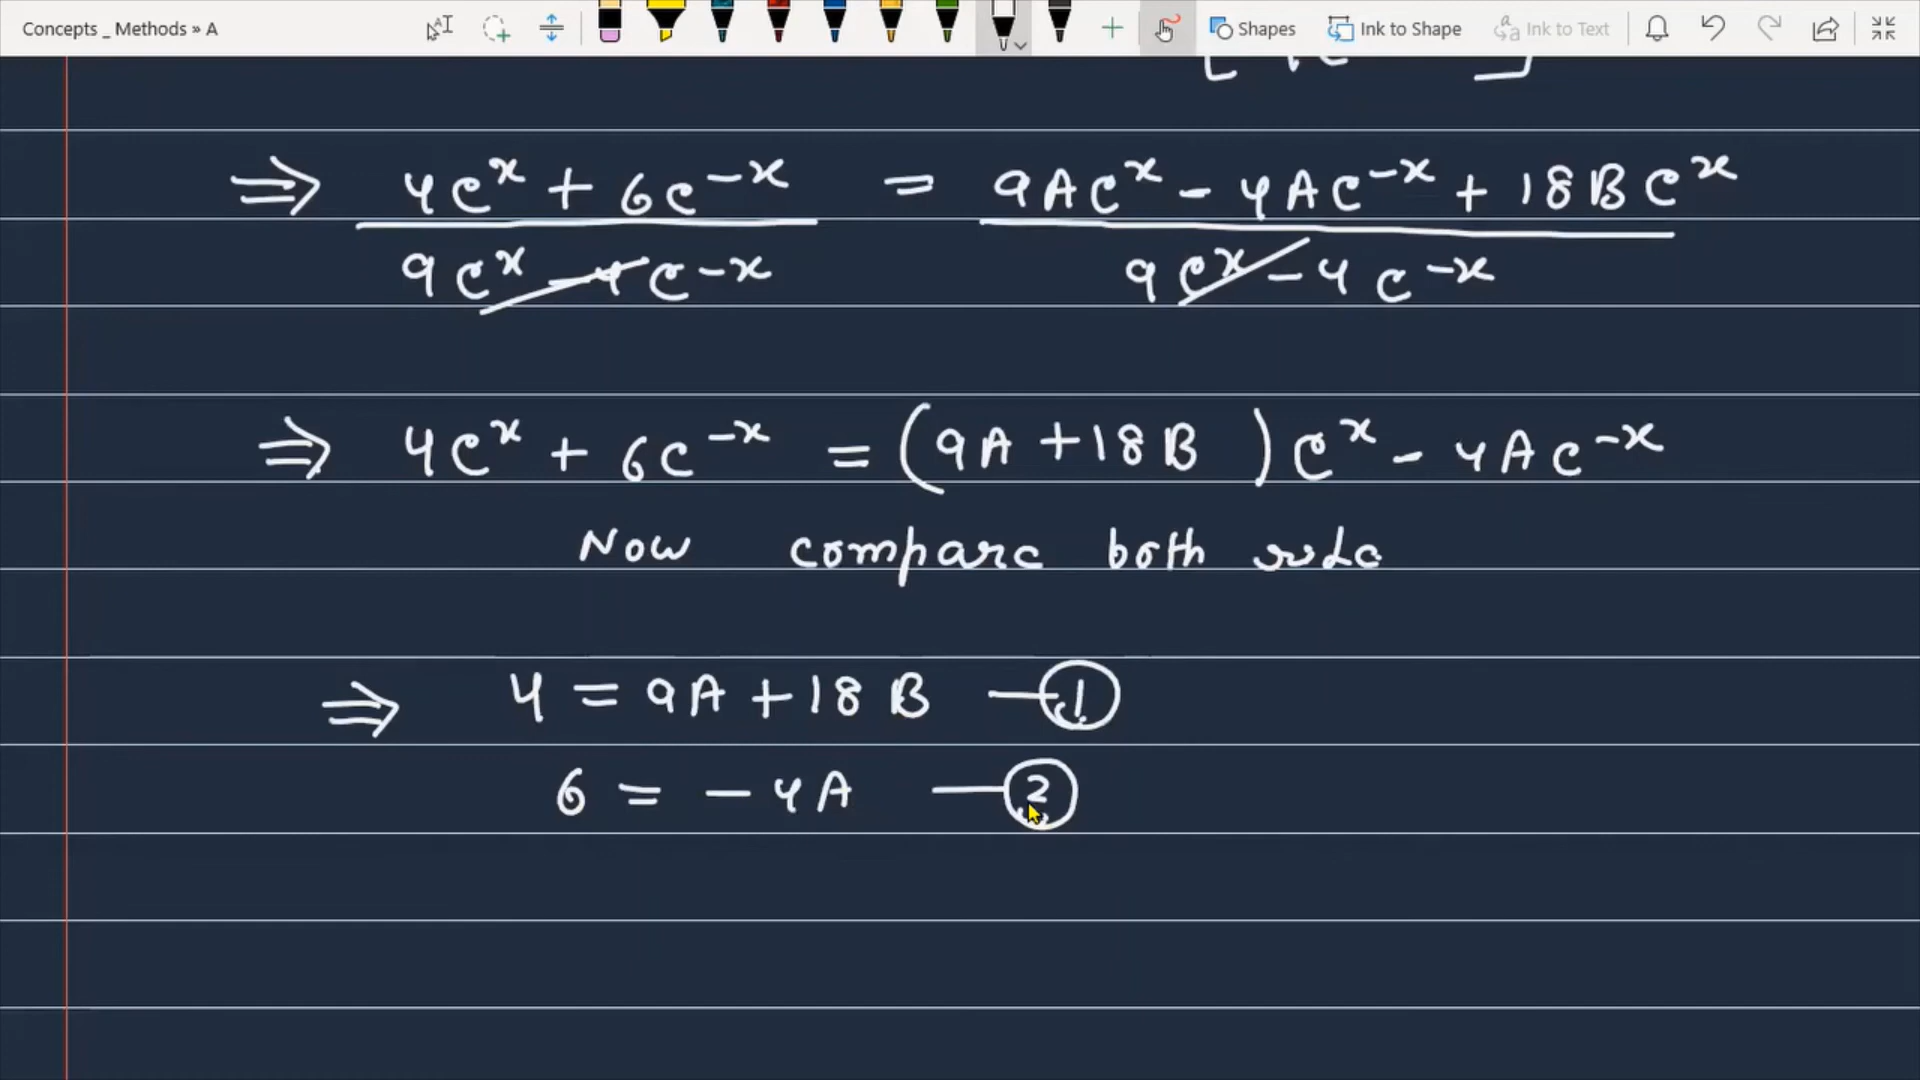 Concepts _ Methods » A Shapes Ink to Shape Ink to Text
⇒ 4e^x + 6e^-x / 9e^x - 4e^-x = 9Ae^x - 4Ae^-x + 18Be^x / 9e^x - 4e^-x
⇒ 4e^x + 6e^-x = (9A + 18B)e^x - 4Ae^-x
Now compare both side
⇒ 4 = 9A + 18B — 1
6 = -4A — 2